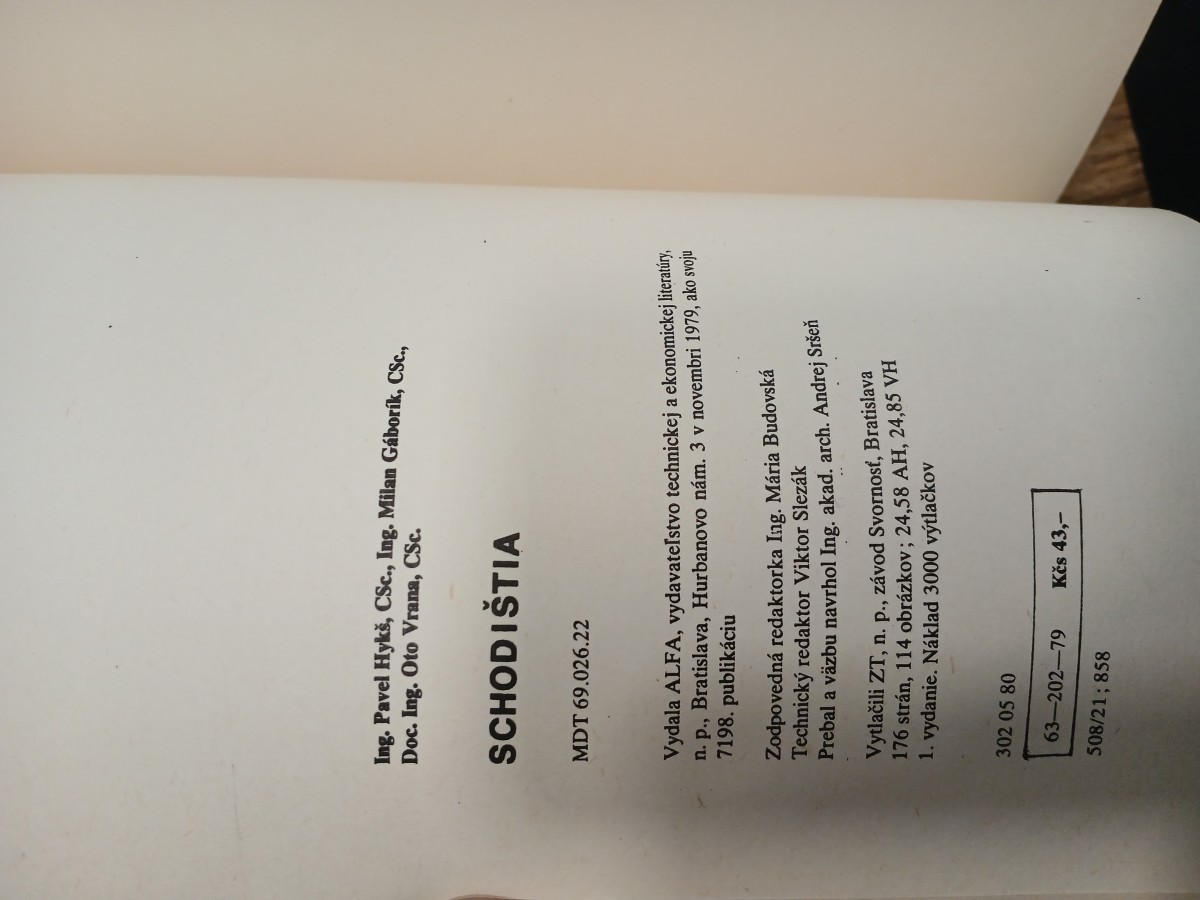 Ing. Pavel Hykš, CSc., Ing. Milan Gáborík, CSc.,
Doc. Ing. Oto Vrana, CSc.
SCHODIŠTIA
MDT 69.026.22
Vydala ALFA, vydavateľstvo technickej a ekonomickej literatúry,
n. p., Bratislava, Hurbanovo nám. 3 v novembri 1979, ako svoju
7198. publikáciu
Zodpovedná redaktorka Ing. Mária Budovská
Technický redaktor Viktor Slezák
Prebal a väzbu navrhol Ing. akad. arch. Andrej Sršeň
Vytlačili ZT, n. p., závod Svornosť, Bratislava
176 strán, 114 obrázkov; 24,58 AH, 24,85 VH
1. vydanie. Náklad 3000 výtlačkov
302 05 80
63—202—79 Kčs 43,–
508/21; 858